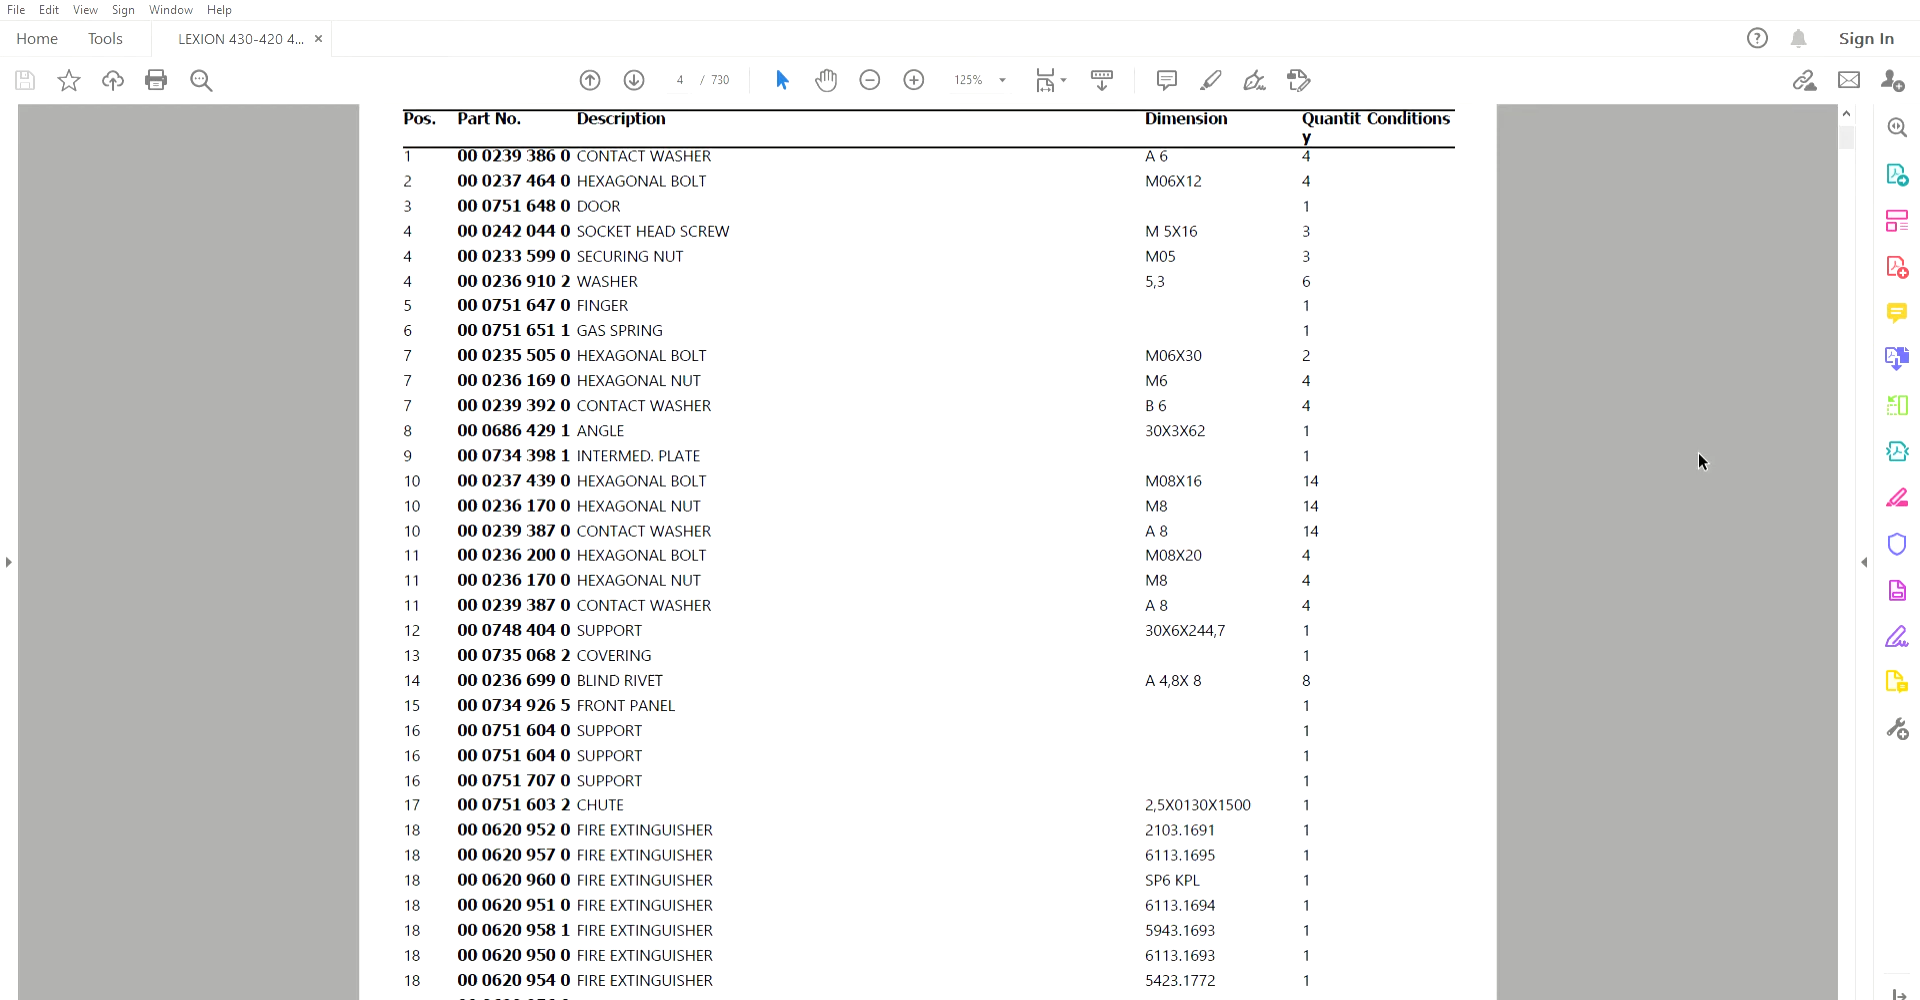 File Edit View Sign Window Help
Home Tools LEXION 430-420 4... ×
Sign In
4 / 730 125%
Pos. Part No. Description Dimension Quantit Conditions
y
1 00 0239 386 0 CONTACT WASHER A 6 4
2 00 0237 464 0 HEXAGONAL BOLT M06X12 4
3 00 0751 648 0 DOOR 1
4 00 0242 044 0 SOCKET HEAD SCREW M 5X16 3
4 00 0233 599 0 SECURING NUT M05 3
4 00 0236 910 2 WASHER 5,3 6
5 00 0751 647 0 FINGER 1
6 00 0751 651 1 GAS SPRING 1
7 00 0235 505 0 HEXAGONAL BOLT M06X30 2
7 00 0236 169 0 HEXAGONAL NUT M6 4
7 00 0239 392 0 CONTACT WASHER B 6 4
8 00 0686 429 1 ANGLE 30X3X62 1
9 00 0734 398 1 INTERMED. PLATE 1
10 00 0237 439 0 HEXAGONAL BOLT M08X16 14
10 00 0236 170 0 HEXAGONAL NUT M8 14
10 00 0239 387 0 CONTACT WASHER A 8 14
11 00 0236 200 0 HEXAGONAL BOLT M08X20 4
11 00 0236 170 0 HEXAGONAL NUT M8 4
11 00 0239 387 0 CONTACT WASHER A 8 4
12 00 0748 404 0 SUPPORT 30X6X244,7 1
13 00 0735 068 2 COVERING 1
14 00 0236 699 0 BLIND RIVET A 4,8X 8 8
15 00 0734 926 5 FRONT PANEL 1
16 00 0751 604 0 SUPPORT 1
16 00 0751 604 0 SUPPORT 1
16 00 0751 707 0 SUPPORT 1
17 00 0751 603 2 CHUTE 2,5X0130X1500 1
18 00 0620 952 0 FIRE EXTINGUISHER 2103.1691 1
18 00 0620 957 0 FIRE EXTINGUISHER 6113.1695 1
18 00 0620 960 0 FIRE EXTINGUISHER SP6 KPL 1
18 00 0620 951 0 FIRE EXTINGUISHER 6113.1694 1
18 00 0620 958 1 FIRE EXTINGUISHER 5943.1693 1
18 00 0620 950 0 FIRE EXTINGUISHER 6113.1693 1
18 00 0620 954 0 FIRE EXTINGUISHER 5423.1772 1